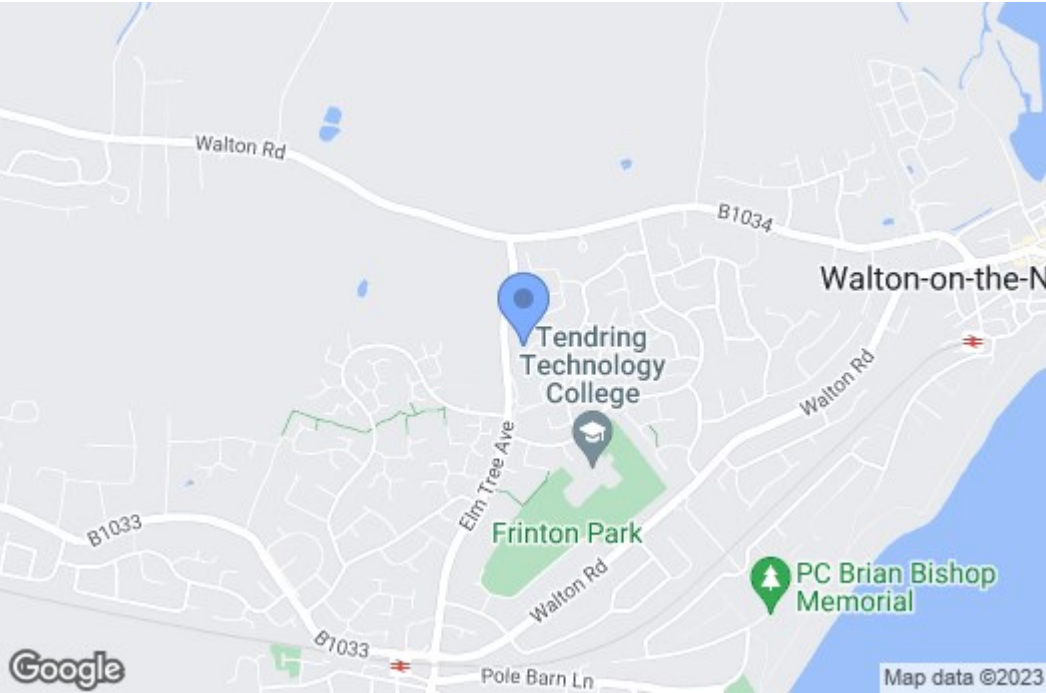 Walton Rd
B1034
Walton-on-the-N
Tendring
Technology
College
Walton Rd
Elm Tree Ave
B1033
Frinton Park
PC Brian Bishop
Memorial
Walton Rd
B1033
Pole Barn Ln
Google
Map data ©2023